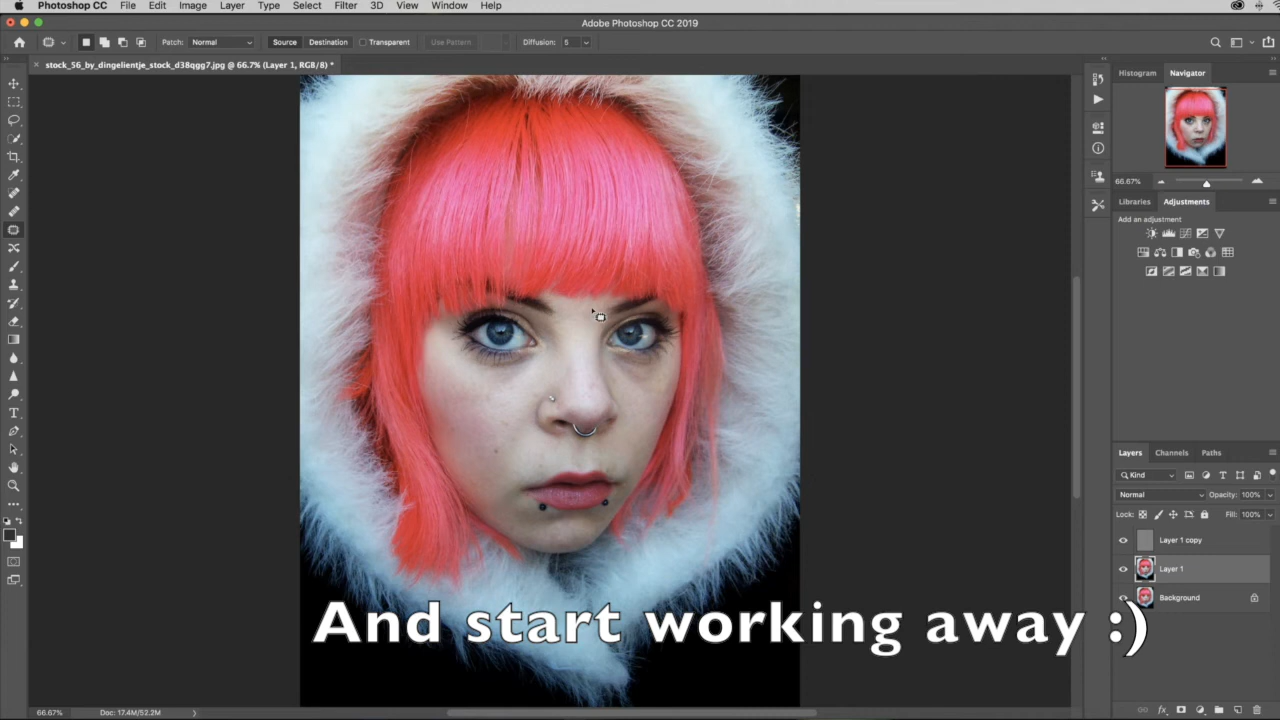 Photoshop CC File Edit Image Layer Type Select Filter 3D View Window Help
Adobe Photoshop CC 2019
Patch: Normal Source Destination Transparent Use Pattern Diffusion: 5
stock_56_by_dingelientje_stock_d38qgg7.jpg @ 66.7% (Layer 1, RGB/8) *
Histogram Navigator
66.67%
Libraries Adjustments
Add an adjustment
Layers Channels Paths
Kind
Normal Opacity: 100%
Lock: Fill: 100%
Layer 1 copy
Layer 1
Background
And start working away :)
66.67% Doc: 17.4M/52.2M